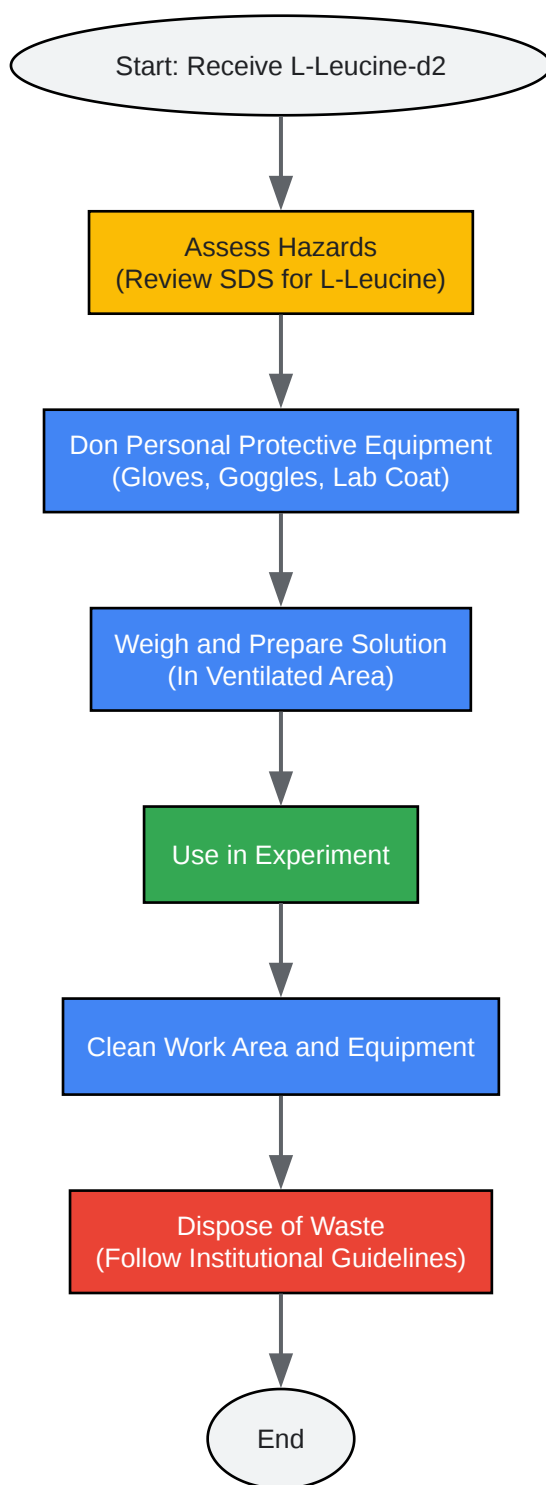 Start: Receive L-Leucine-d2
Assess Hazards
(Review SDS for L-Leucine)
Don Personal Protective Equipment
(Gloves, Goggles, Lab Coat)
Weigh and Prepare Solution
(In Ventilated Area)
Use in Experiment
Clean Work Area and Equipment
Dispose of Waste
(Follow Institutional Guidelines)
End